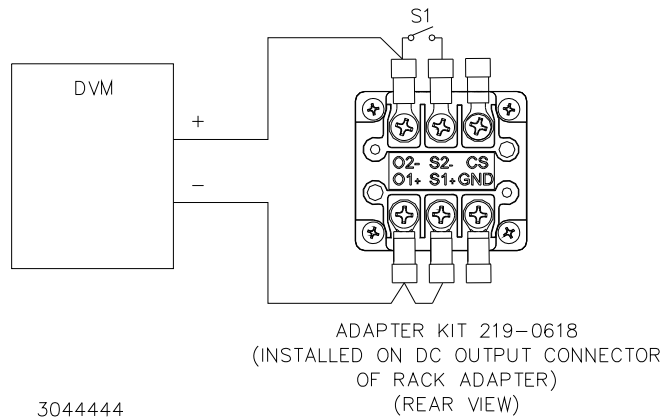 S1
DVM
+
−
O2- S2- CS
O1+ S1+ GND
ADAPTER KIT 219-0618
(INSTALLED ON DC OUTPUT CONNECTOR
OF RACK ADAPTER)
(REAR VIEW)
3044444